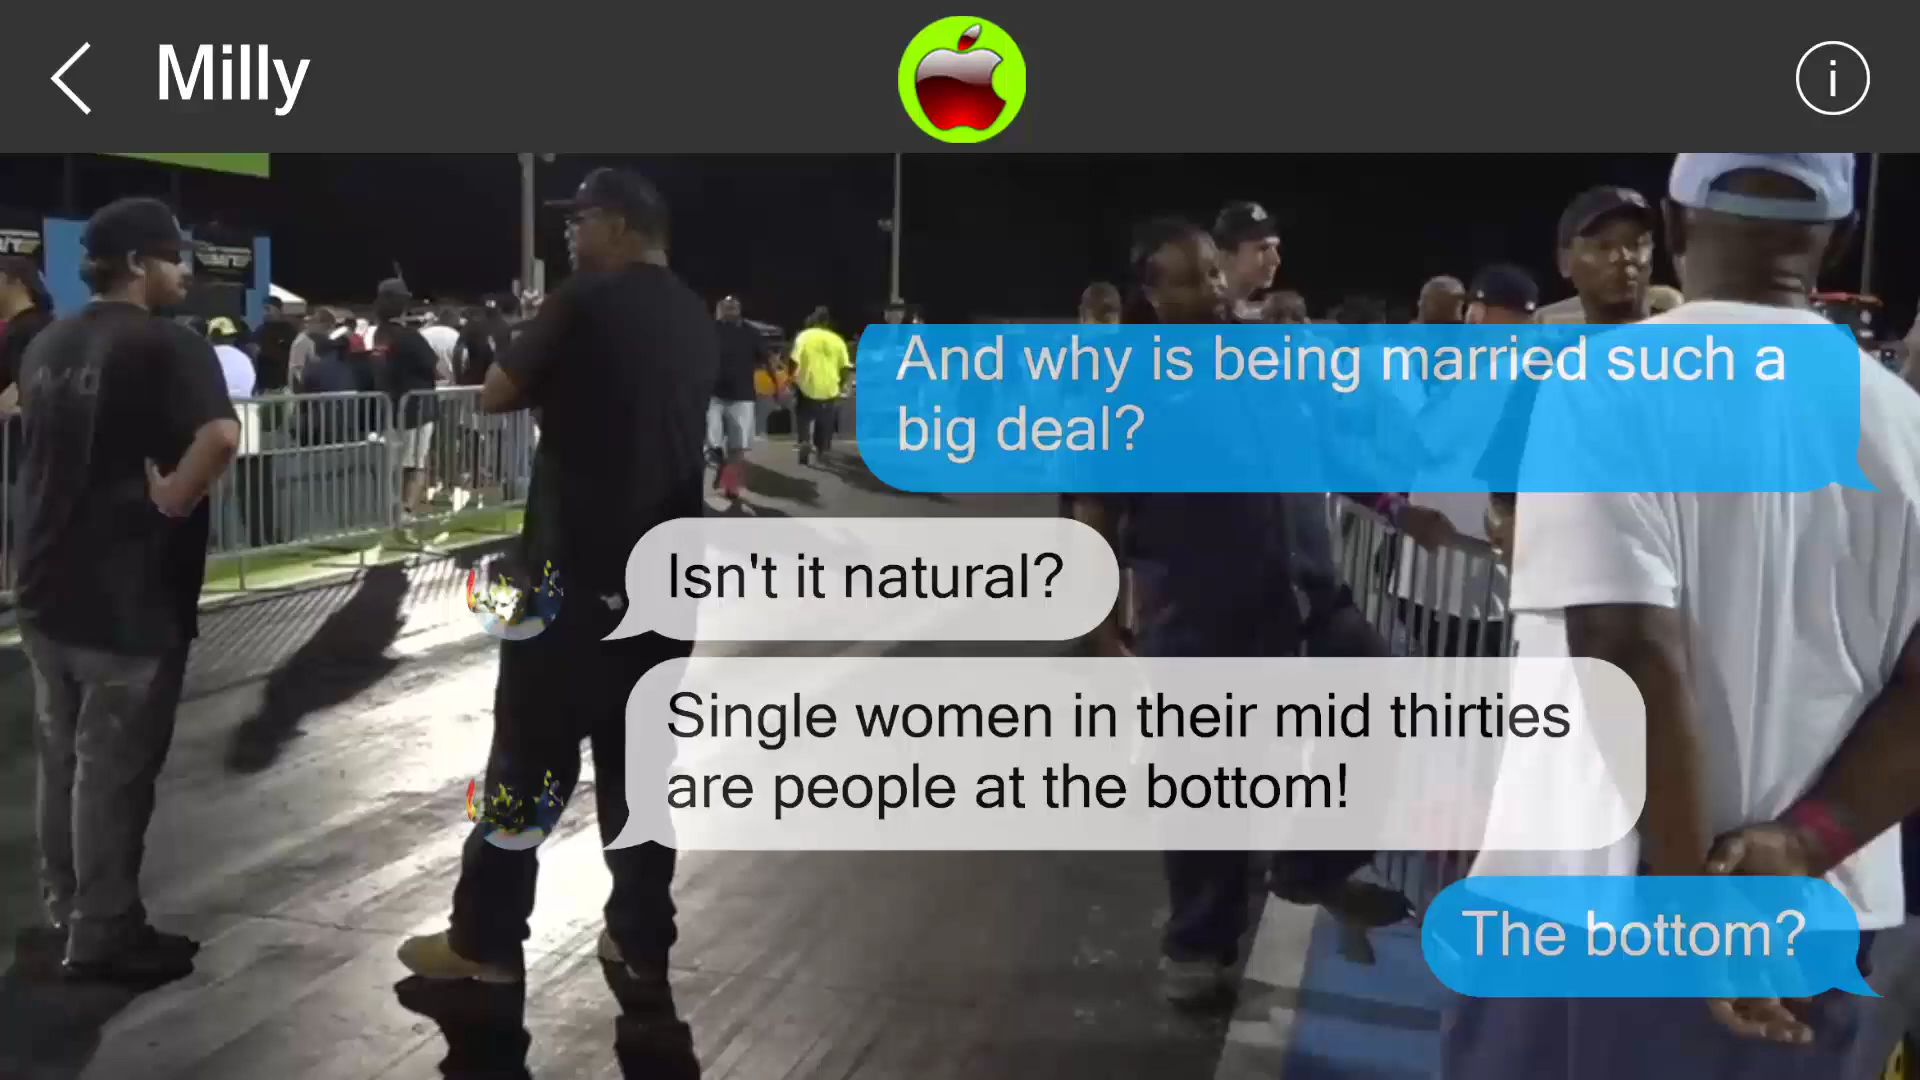 Milly
i
And why is being married such a
big deal?
Isn't it natural?
Single women in their mid thirties
are people at the bottom!
The bottom?